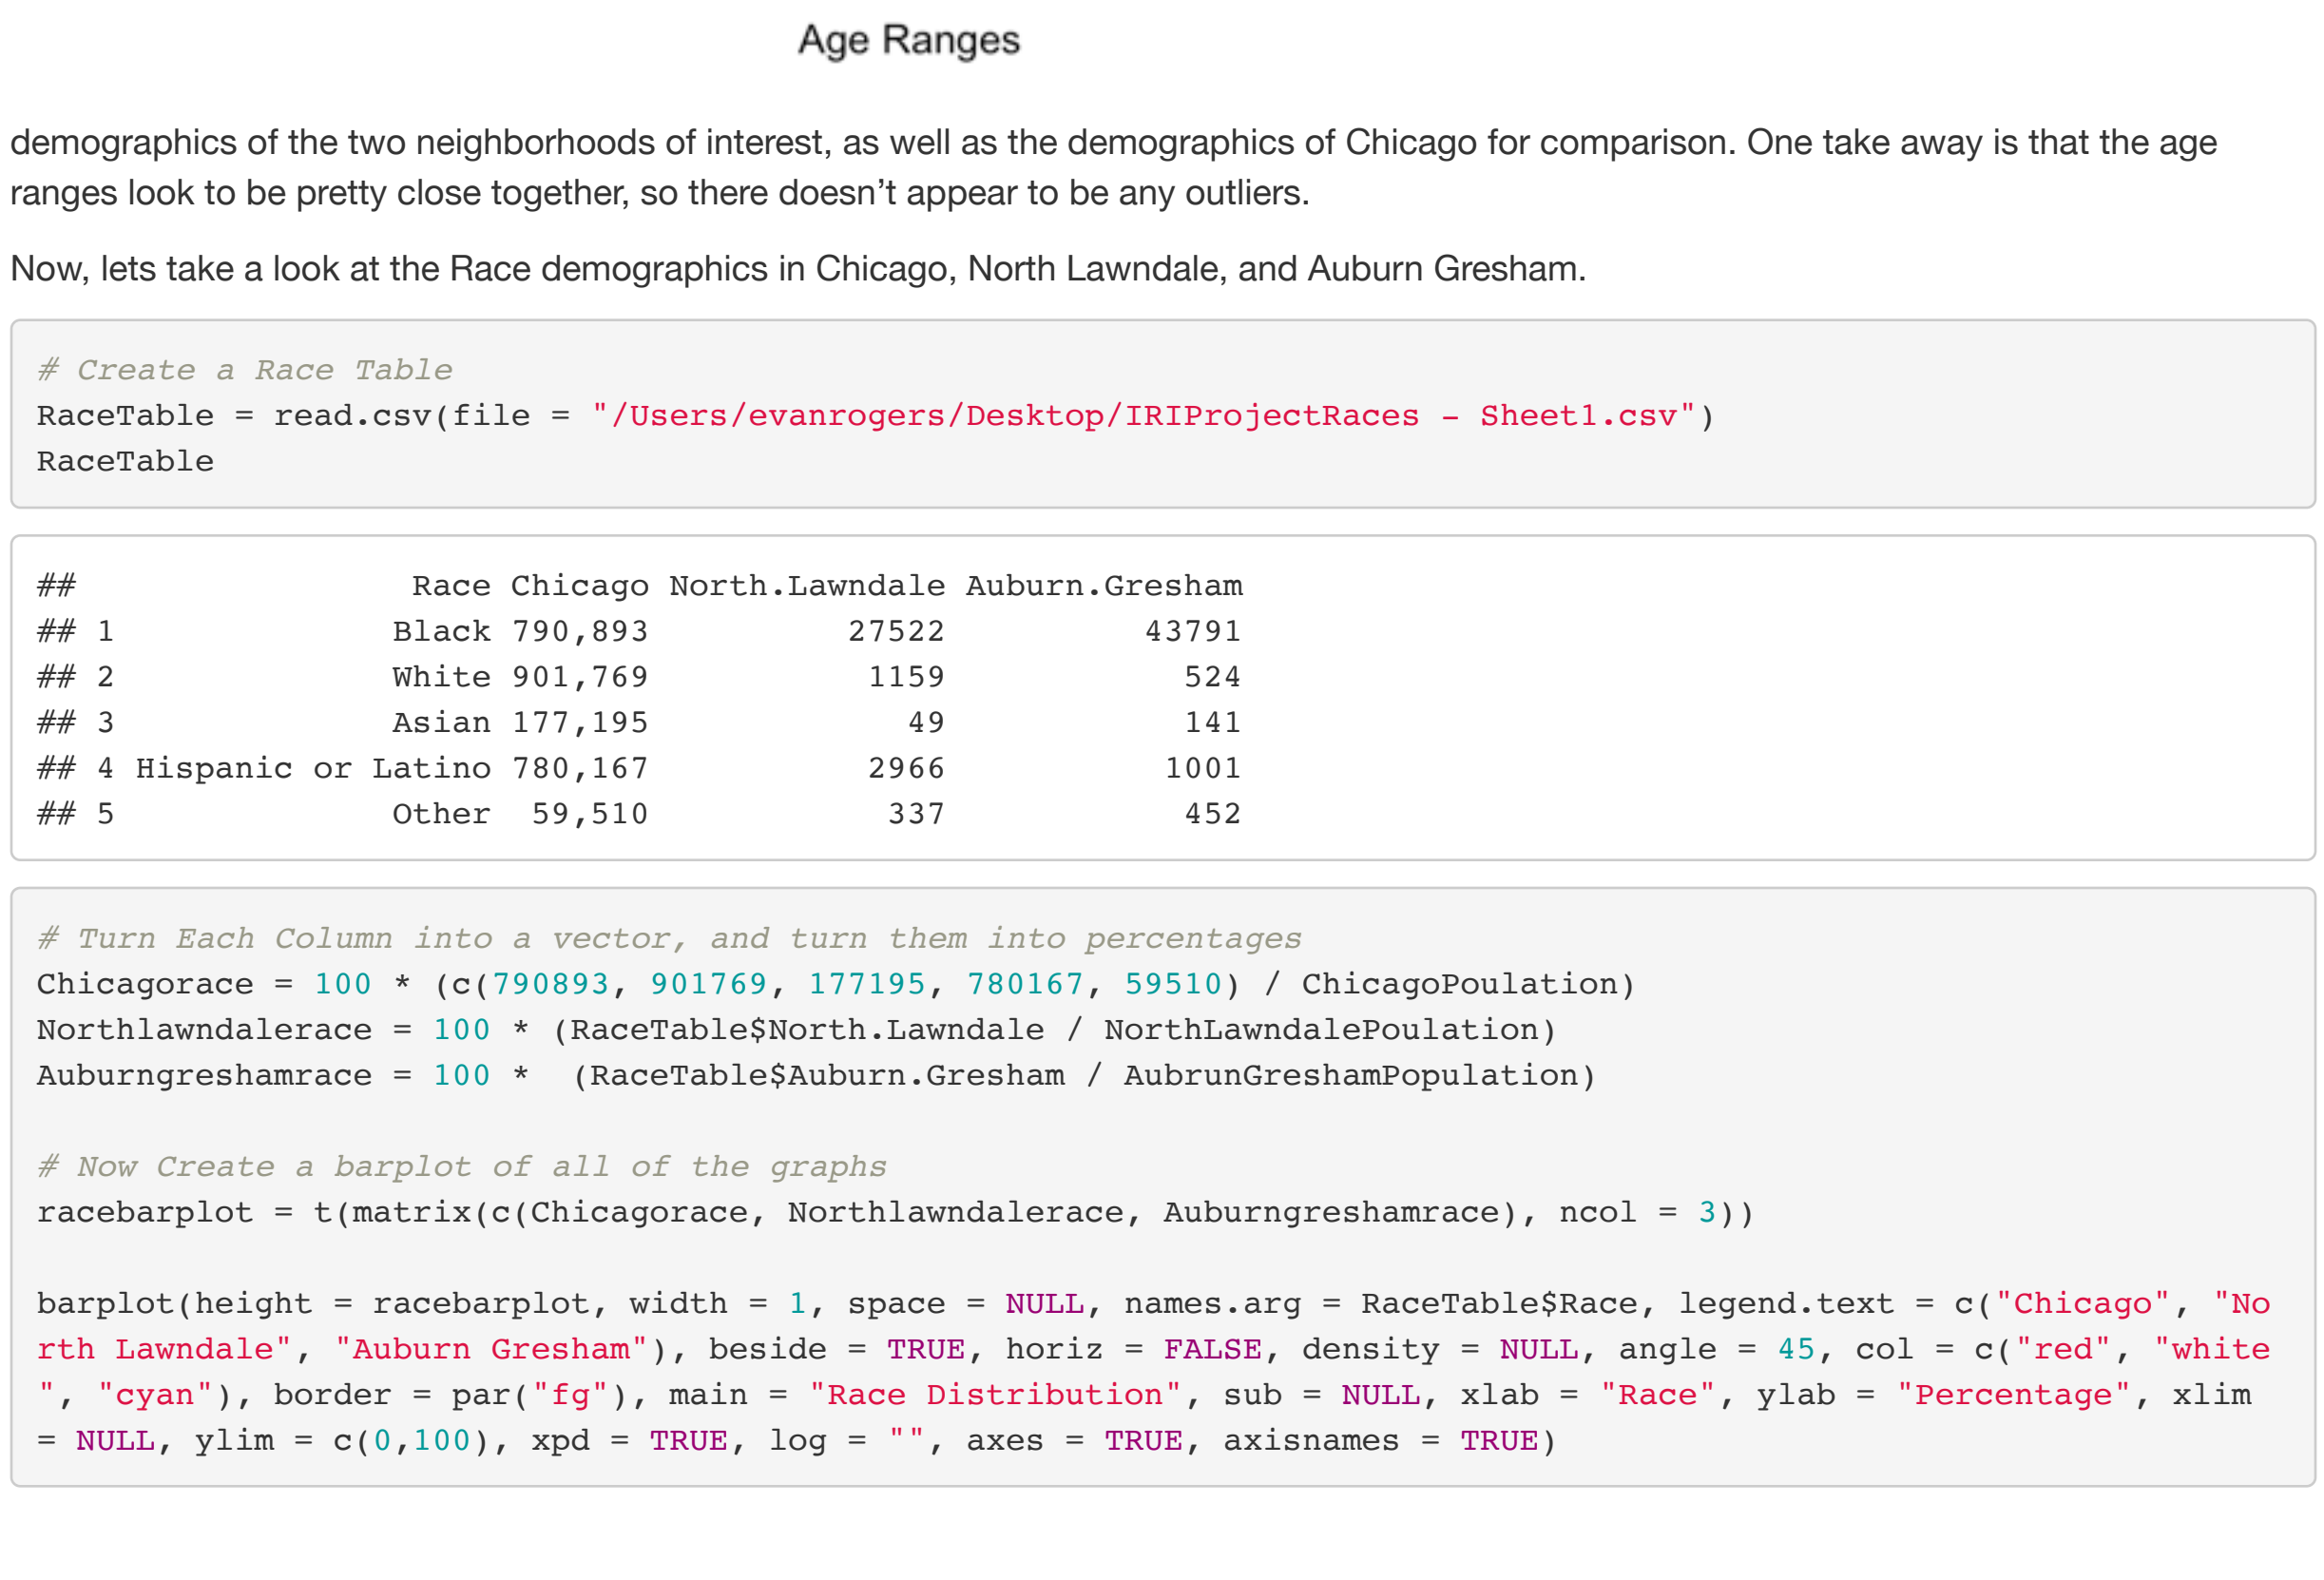 Age Ranges
demographics of the two neighborhoods of interest, as well as the demographics of Chicago for comparison. One take away is that the age
ranges look to be pretty close together, so there doesn’t appear to be any outliers.
Now, lets take a look at the Race demographics in Chicago, North Lawndale, and Auburn Gresham.
# Create a Race Table
RaceTable = read.csv(file = "/Users/evanrogers/Desktop/IRIProjectRaces - Sheet1.csv")
RaceTable
##                 Race Chicago North.Lawndale Auburn.Gresham
## 1              Black 790,893          27522          43791
## 2              White 901,769           1159            524
## 3              Asian 177,195             49            141
## 4 Hispanic or Latino 780,167           2966           1001
## 5              Other  59,510            337            452
# Turn Each Column into a vector, and turn them into percentages
Chicagorace = 100 * (c(790893, 901769, 177195, 780167, 59510) / ChicagoPoulation)
Northlawndalerace = 100 * (RaceTable$North.Lawndale / NorthLawndalePoulation)
Auburngreshamrace = 100 *  (RaceTable$Auburn.Gresham / AubrunGreshamPopulation)
# Now Create a barplot of all of the graphs
racebarplot = t(matrix(c(Chicagorace, Northlawndalerace, Auburngreshamrace), ncol = 3))
barplot(height = racebarplot, width = 1, space = NULL, names.arg = RaceTable$Race, legend.text = c("Chicago", "No
rth Lawndale", "Auburn Gresham"), beside = TRUE, horiz = FALSE, density = NULL, angle = 45, col = c("red", "white
", "cyan"), border = par("fg"), main = "Race Distribution", sub = NULL, xlab = "Race", ylab = "Percentage", xlim
= NULL, ylim = c(0,100), xpd = TRUE, log = "", axes = TRUE, axisnames = TRUE)